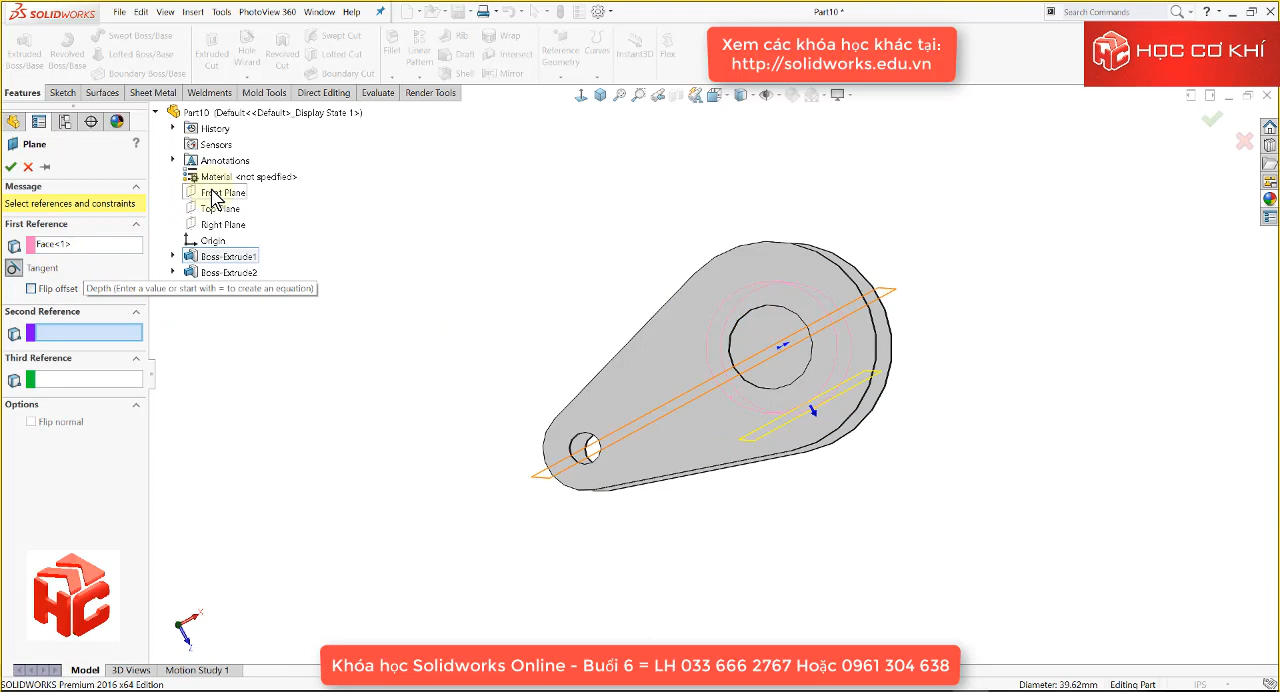 SOLIDWORKS
File Edit View Insert Tools PhotoView 360 Window Help
Part10 *
Search Commands
Extruded Boss/Base
Revolved Boss/Base
Swept Boss/Base
Lofted Boss/Base
Boundary Boss/Base
Extruded Cut
Hole Wizard
Revolved Cut
Swept Cut
Lofted Cut
Boundary Cut
Fillet
Linear Pattern
Rib
Draft
Shell
Wrap
Intersect
Mirror
Reference Geometry
Curves
Instant3D
Flex
Xem các khóa học khác tại:
http://solidworks.edu.vn
HỌC CƠ KHÍ
Features Sketch Surfaces Sheet Metal Weldments Mold Tools Direct Editing Evaluate Render Tools
Plane
?
Message
Select references and constraints
First Reference
Face<1>
Tangent
Flip offset
Depth (Enter a value or start with = to create an equation)
Second Reference
Third Reference
Options
Flip normal
Part10 (Default<<Default>_Display State 1>)
History
Sensors
Annotations
Material <not specified>
Front Plane
Top Plane
Right Plane
Origin
Boss-Extrude1
Boss-Extrude2
X
Z
HC
Model 3D Views Motion Study 1
Khóa học Solidworks Online - Buổi 6 = LH 033 666 2767 Hoặc 0961 304 638
SOLIDWORKS Premium 2016 x64 Edition
Diameter: 39.62mm Editing Part IPS